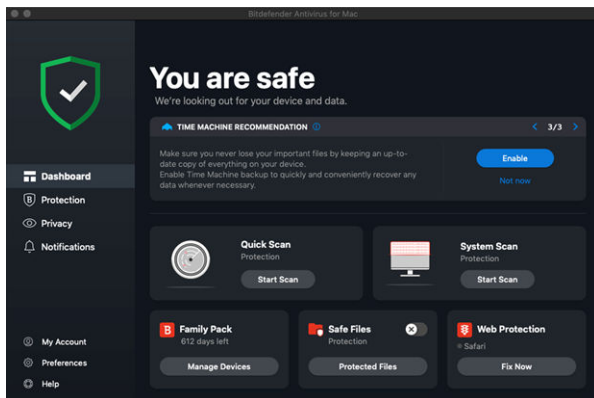 Bitdefender Antivirus for Mac
You are safe
We're looking out for your device and data.
TIME MACHINE RECOMMENDATION
3/3
Make sure you never lose your important files by keeping an up-to-
date copy of everything on your device.
Enable Time Machine backup to quickly and conveniently recover any
data whenever necessary.
Enable
Not now
Dashboard
Protection
Privacy
Notifications
Quick Scan
Protection
Start Scan
System Scan
Protection
Start Scan
B
Family Pack
612 days left
Manage Devices
Safe Files
Protection
Protected Files
Web Protection
Safari
Fix Now
My Account
Preferences
Help